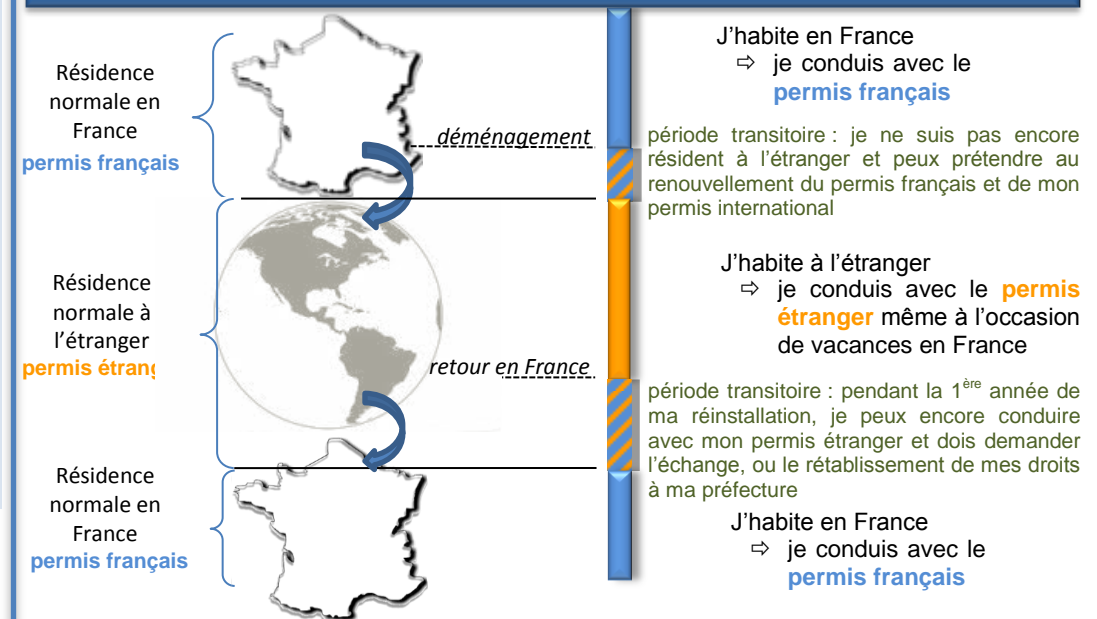 Résidence
normale en
France
permis français
déménagement
J'habite en France
⇨ je conduis avec le
permis français
période transitoire : je ne suis pas encore
résident à l'étranger et peux prétendre au
renouvellement du permis français et de mon
permis international
Résidence
normale à
l'étranger
permis étrang
retour en France
J'habite à l'étranger
⇨ je conduis avec le permis
étranger même à l'occasion
de vacances en France
période transitoire : pendant la 1ère année de
ma réinstallation, je peux encore conduire
avec mon permis étranger et dois demander
l'échange, ou le rétablissement de mes droits
à ma préfecture
Résidence
normale en
France
permis français
J'habite en France
⇨ je conduis avec le
permis français